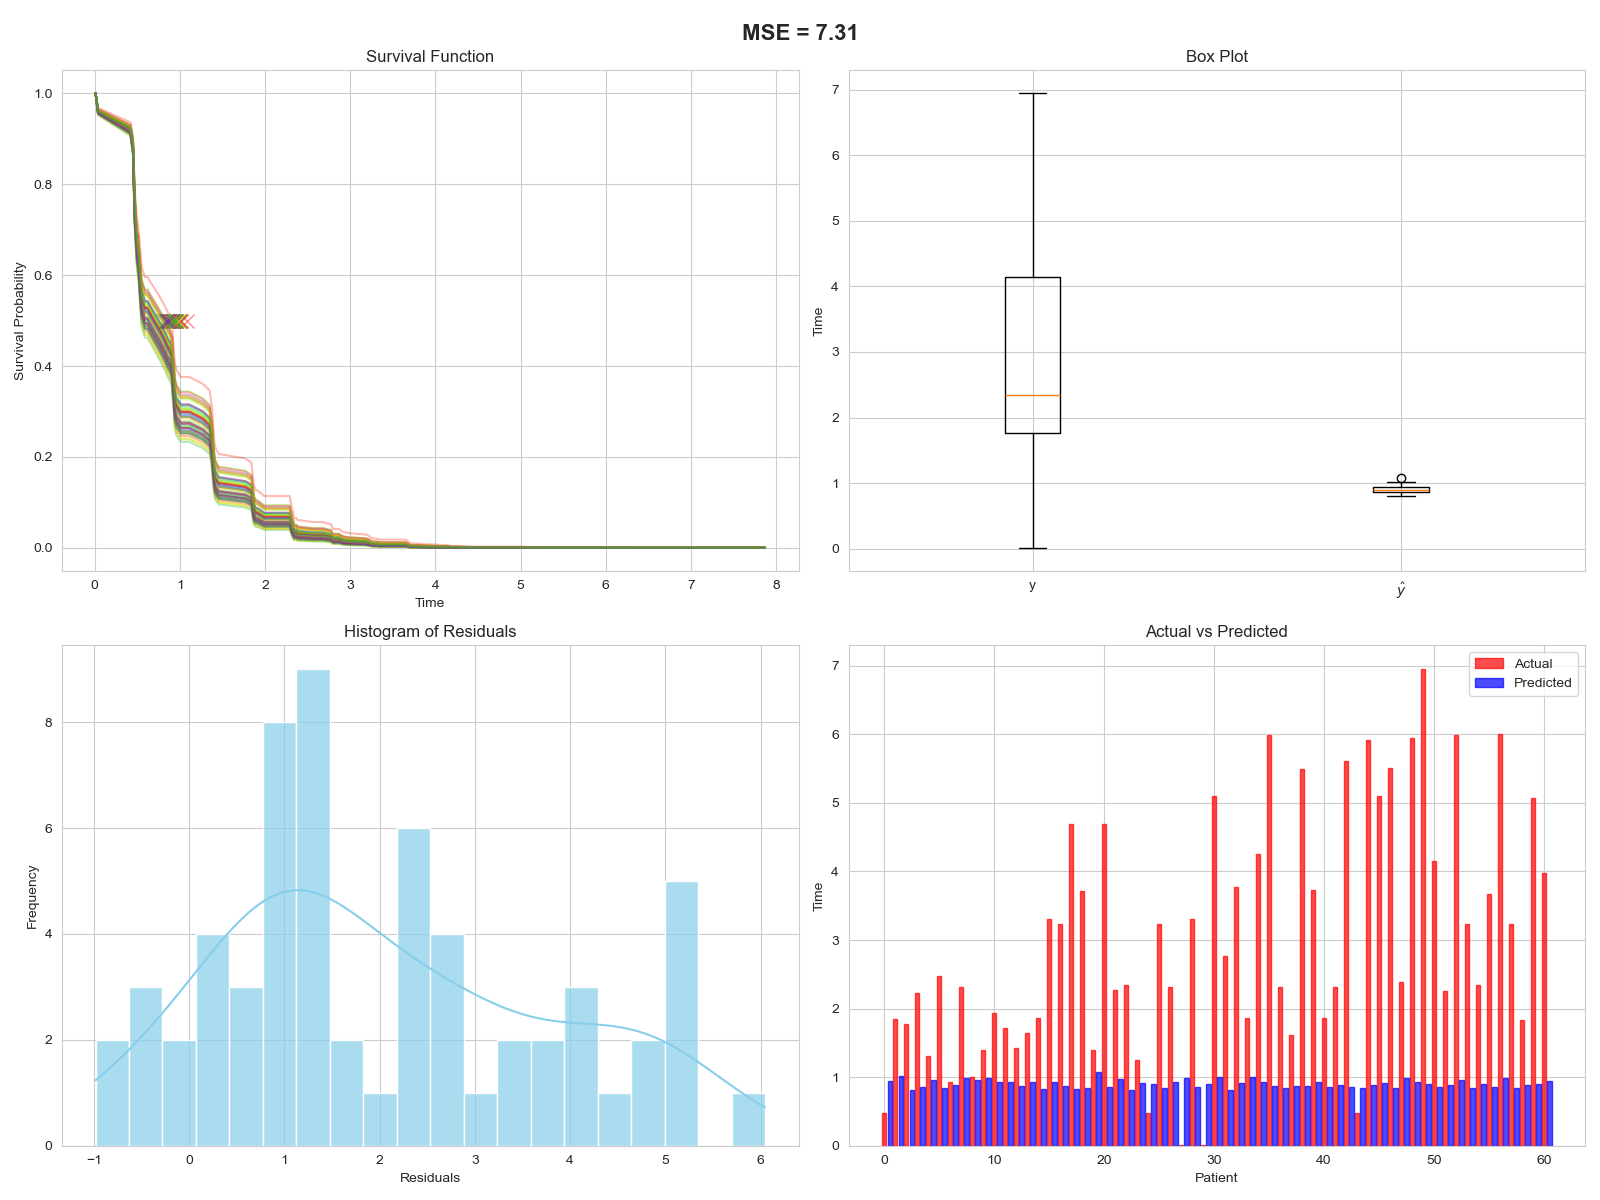 MSE = 7.31
Survival Function
1.0
0.8
0.6
0.4
0.2
0.0
Survival Probability
0 1 2 3 4 5 6 7 8
Time
Box Plot
7
6
5
4
3
2
1
0
Time
y ŷ
Histogram of Residuals
8
6
4
2
0
Frequency
−1 0 1 2 3 4 5 6
Residuals
Actual vs Predicted
Actual
Predicted
7
6
5
4
3
2
1
0
Time
0 10 20 30 40 50 60
Patient